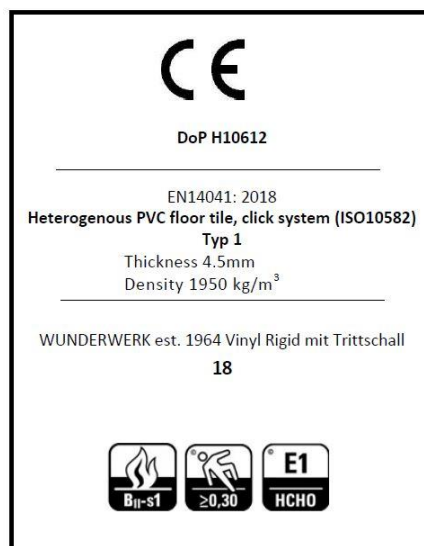 CE
DoP H10612
EN14041: 2018
Heterogenous PVC floor tile, click system (ISO10582)
Typ 1
Thickness 4.5mm
Density 1950 kg/m³
WUNDERWERK est. 1964 Vinyl Rigid mit Trittschall
18
Bfl-s1
≥0,30
E1
HCHO